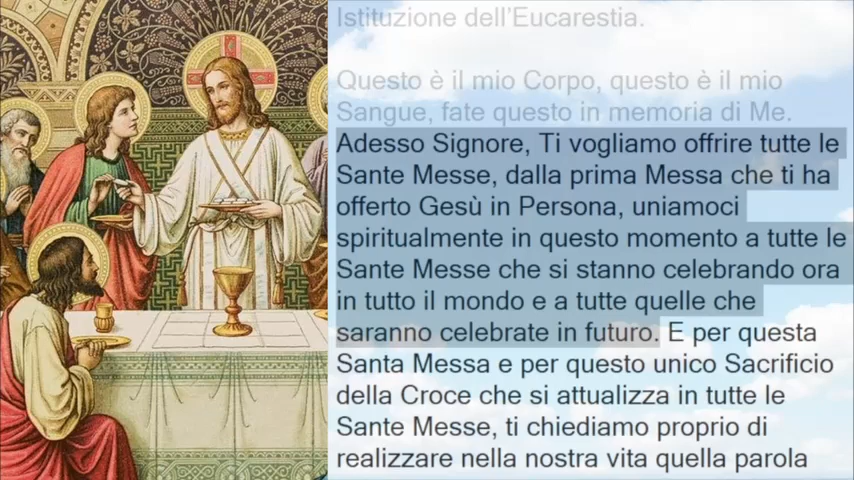 Istituzione dell'Eucarestia.
Questo è il mio Corpo, questo è il mio
Sangue, fate questo in memoria di Me.
Adesso Signore, Ti vogliamo offrire tutte le
Sante Messe, dalla prima Messa che ti ha
offerto Gesù in Persona, uniamoci
spiritualmente in questo momento a tutte le
Sante Messe che si stanno celebrando ora
in tutto il mondo e a tutte quelle che
saranno celebrate in futuro. E per questa
Santa Messa e per questo unico Sacrificio
della Croce che si attualizza in tutte le
Sante Messe, ti chiediamo proprio di
realizzare nella nostra vita quella parola